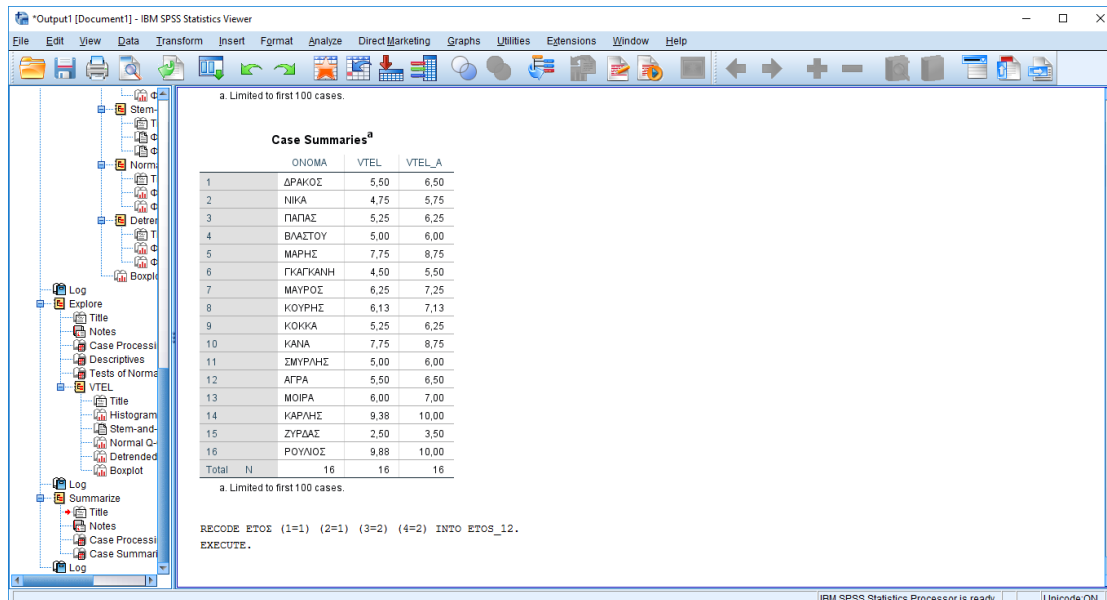 *Output1 [Document1] - IBM SPSS Statistics Viewer
File Edit View Data Transform Insert Format Analyze Direct Marketing Graphs Utilities Extensions Window Help
Stem-
Norma
Detrer
Boxplo
Log
Explore
Title
Notes
Case Processi
Descriptives
Tests of Norma
VTEL
Title
Histogram
Stem-and-
Normal Q-
Detrended
Boxplot
Log
Summarize
Title
Notes
Case Processi
Case Summari
Log
a. Limited to first 100 cases.
Case Summariesa
ΟΝΟΜΑ VTEL VTEL_A
1 ΔΡΑΚΟΣ 5,50 6,50
2 ΝΙΚΑ 4,75 5,75
3 ΠΑΠΑΣ 5,25 6,25
4 ΒΛΑΣΤΟΥ 5,00 6,00
5 ΜΑΡΗΣ 7,75 8,75
6 ΓΚΑΓΚΑΝΗ 4,50 5,50
7 ΜΑΥΡΟΣ 6,25 7,25
8 ΚΟΥΡΗΣ 6,13 7,13
9 ΚΟΚΚΑ 5,25 6,25
10 ΚΑΝΑ 7,75 8,75
11 ΣΜΥΡΛΗΣ 5,00 6,00
12 ΑΓΡΑ 5,50 6,50
13 ΜΟΙΡΑ 6,00 7,00
14 ΚΑΡΛΗΣ 9,38 10,00
15 ΖΥΡΔΑΣ 2,50 3,50
16 ΡΟΥΛΙΟΣ 9,88 10,00
Total N 16 16 16
a. Limited to first 100 cases.
RECODE ΕΤΟΣ (1=1) (2=1) (3=2) (4=2) INTO ETOS_12.
EXECUTE.
IBM SPSS Statistics Processor is ready Unicode:ON